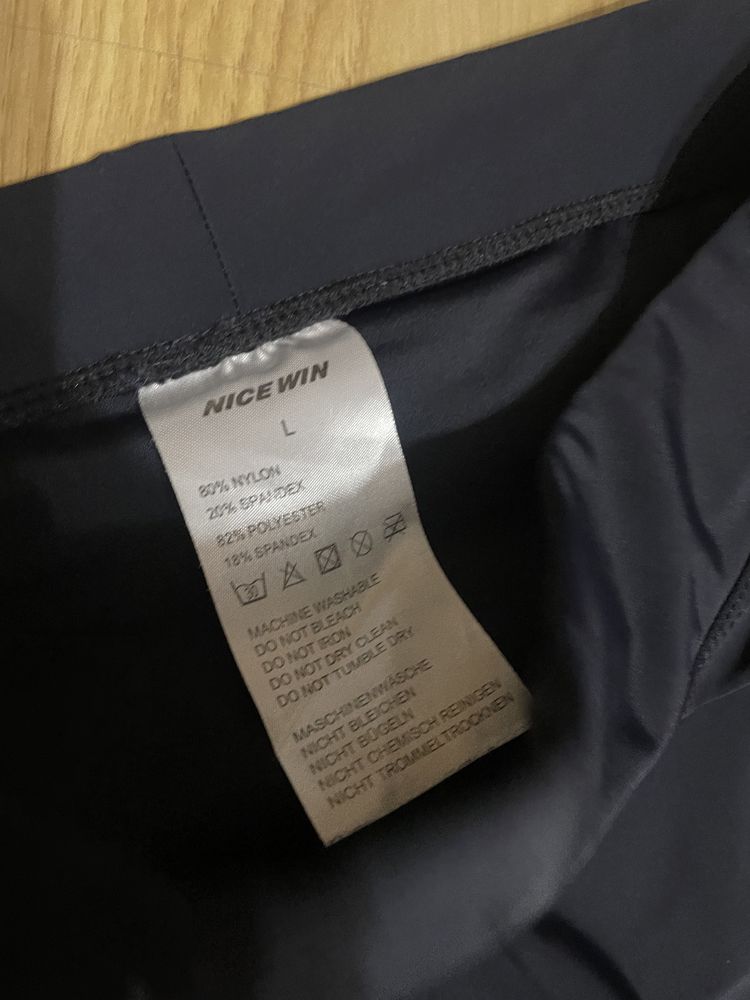 NICE WIN
L
80% NYLON
20% SPANDEX
82% POLYESTER
18% SPANDEX
30
MACHINE WASHABLE
DO NOT BLEACH
DO NOT IRON
DO NOT DRY CLEAN
DO NOT TUMBLE DRY
MASCHINENWÄSCHE
NICHT BLEICHEN
NICHT BÜGELN
NICHT CHEMISCH REINIGEN
NICHT TROMMELTROCKNEN